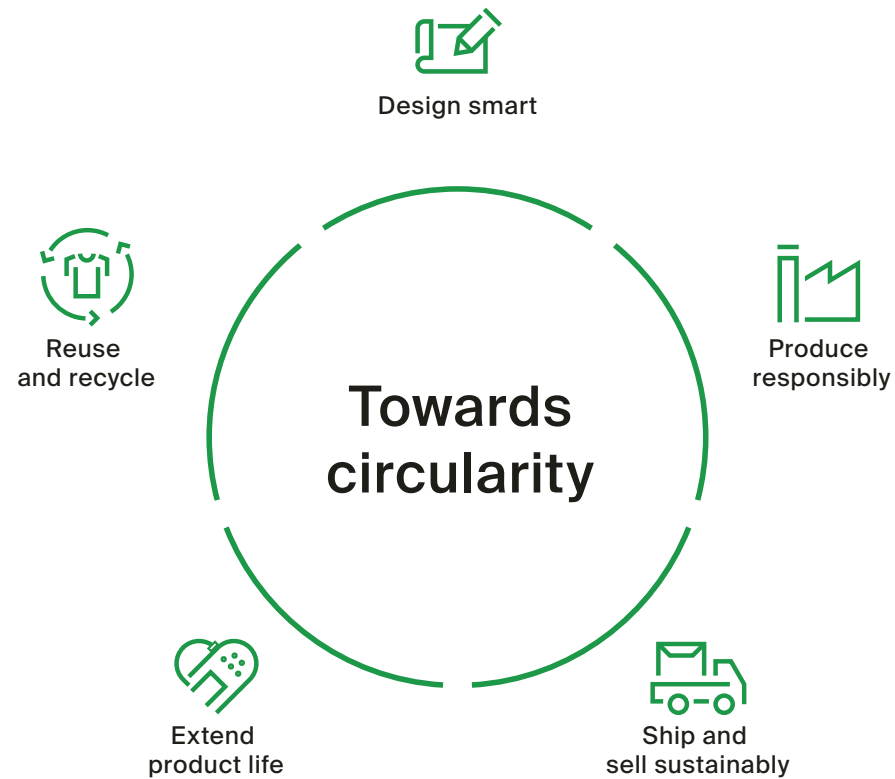 Design smart
Reuse
and recycle
Produce
responsibly
Towards
circularity
Extend
product life
Ship and
sell sustainably